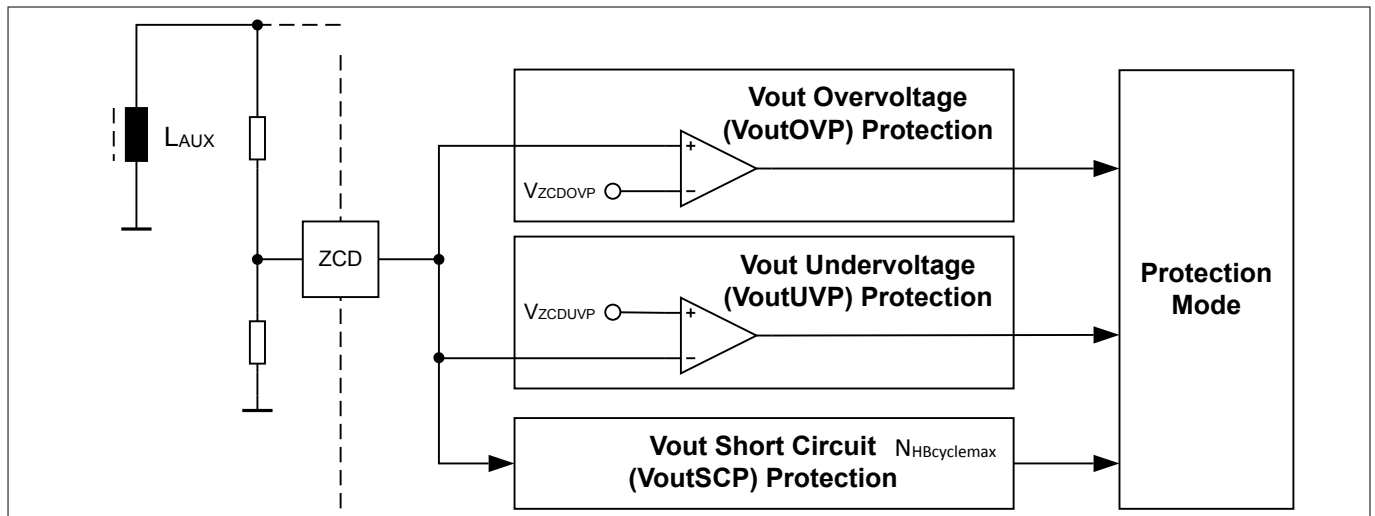 LAUX
ZCD
Vout Overvoltage
(VoutOVP) Protection
+
VZCDOVP
−
Vout Undervoltage
(VoutUVP) Protection
VZCDUVP
+
−
Vout Short Circuit NHBcyclemax
(VoutSCP) Protection
Protection
Mode